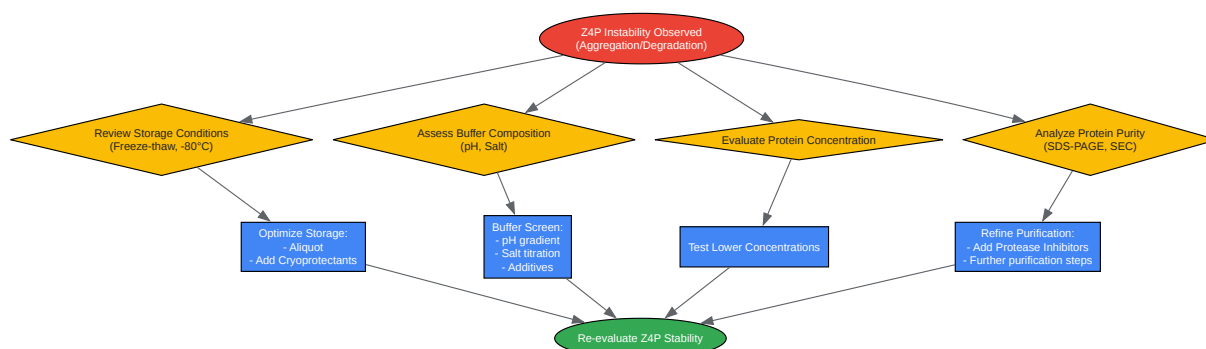 Z4P Instability Observed
(Aggregation/Degradation)
Review Storage Conditions
(Freeze-thaw, -80°C)
Assess Buffer Composition
(pH, Salt)
Evaluate Protein Concentration
Analyze Protein Purity
(SDS-PAGE, SEC)
Optimize Storage:
- Aliquot
- Add Cryoprotectants
Buffer Screen:
- pH gradient
- Salt titration
- Additives
Test Lower Concentrations
Refine Purification:
- Add Protease Inhibitors
- Further purification steps
Re-evaluate Z4P Stability